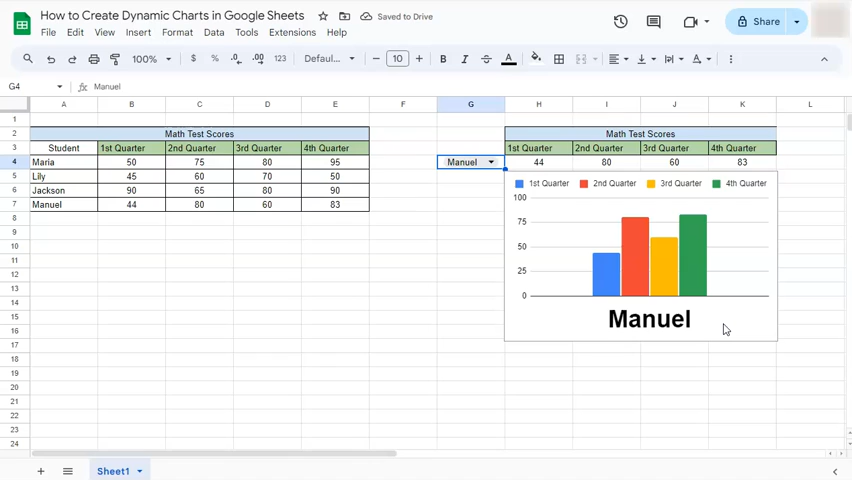 How to Create Dynamic Charts in Google Sheets Saved to Drive
File Edit View Insert Format Data Tools Extensions Help
Share
100% $ % .0 .00 123 Defaul... 10 B I A
G4 Manuel
A B C D E F G H I J K L
1
2 Math Test Scores Math Test Scores
3 Student 1st Quarter 2nd Quarter 3rd Quarter 4th Quarter 1st Quarter 2nd Quarter 3rd Quarter 4th Quarter
4 Maria 50 75 80 95 Manuel 44 80 60 83
5 Lily 45 60 70 50
6 Jackson 90 65 80 90
7 Manuel 44 80 60 83
8
9
10
11
12
13
14
15
16
17
18
19
20
21
22
23
24
1st Quarter 2nd Quarter 3rd Quarter 4th Quarter
100
75
50
25
0
Manuel
Sheet1